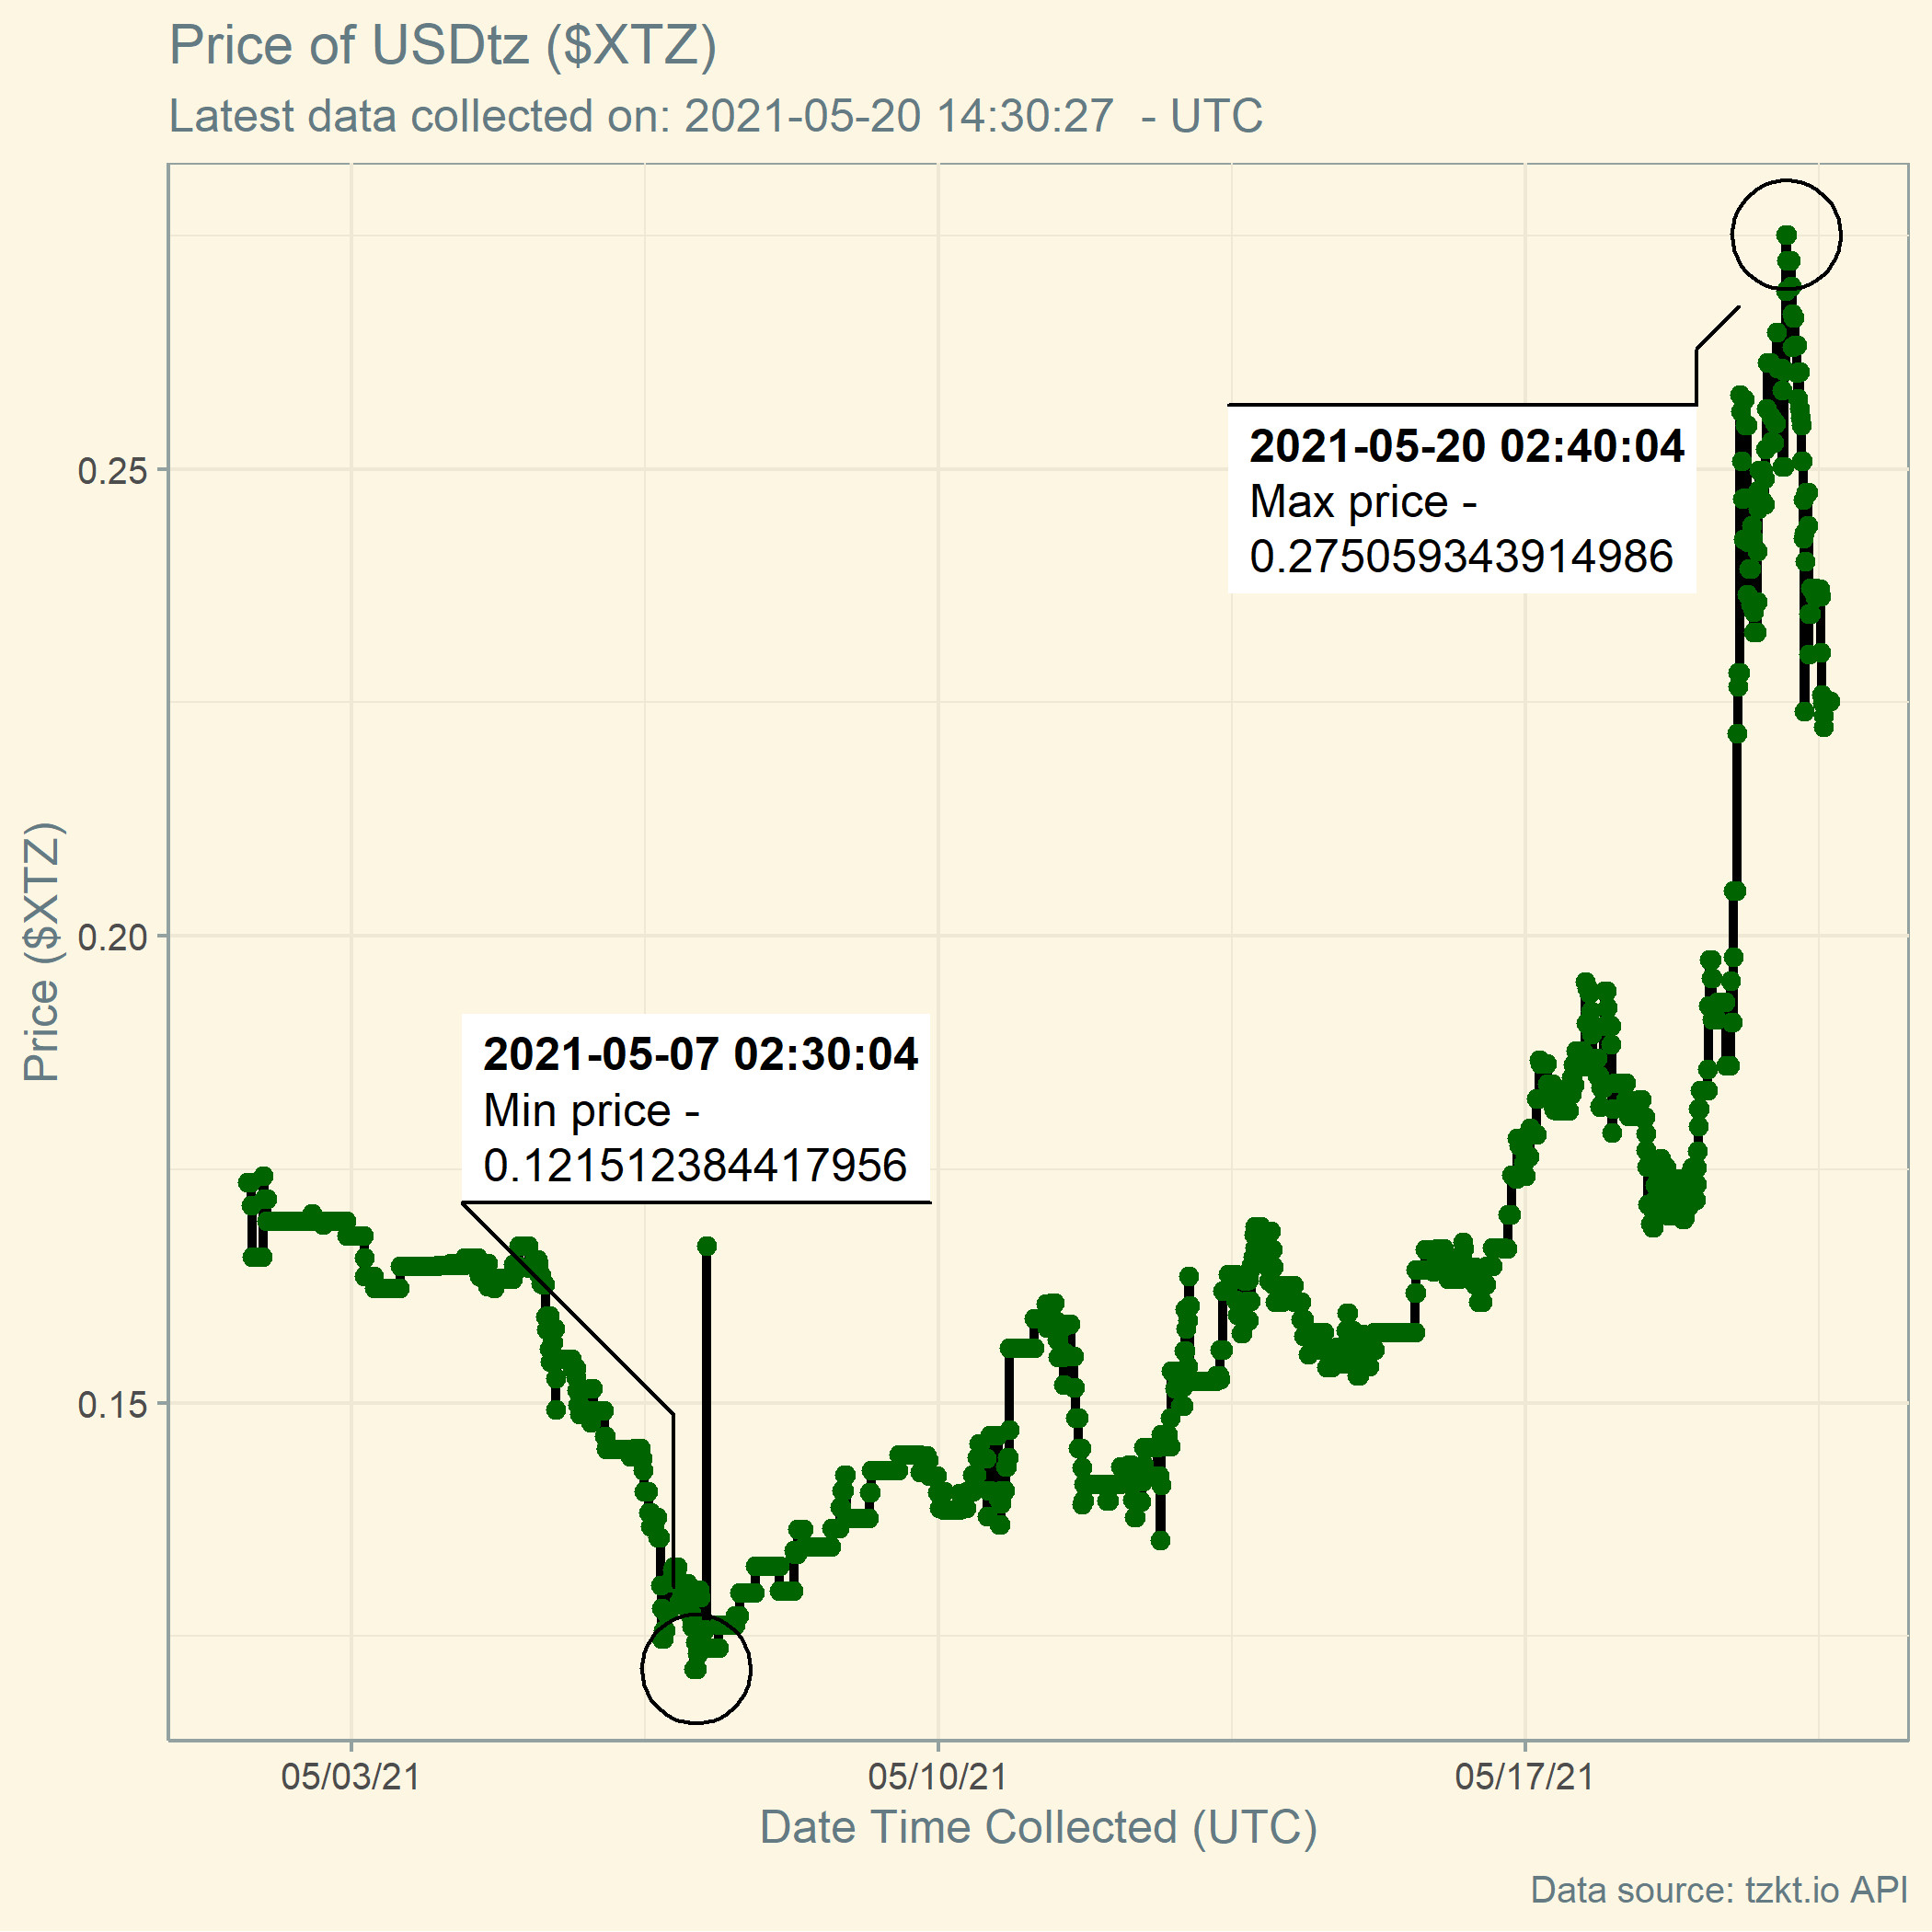 Price of USDtz ($XTZ)
Latest data collected on: 2021-05-20 14:30:27  - UTC
2021-05-20 02:40:04
Max price -
0.275059343914986
0.25
0.20
0.15
Price ($XTZ)
2021-05-07 02:30:04
Min price -
0.121512384417956
05/03/21
05/10/21
05/17/21
Date Time Collected (UTC)
Data source: tzkt.io API